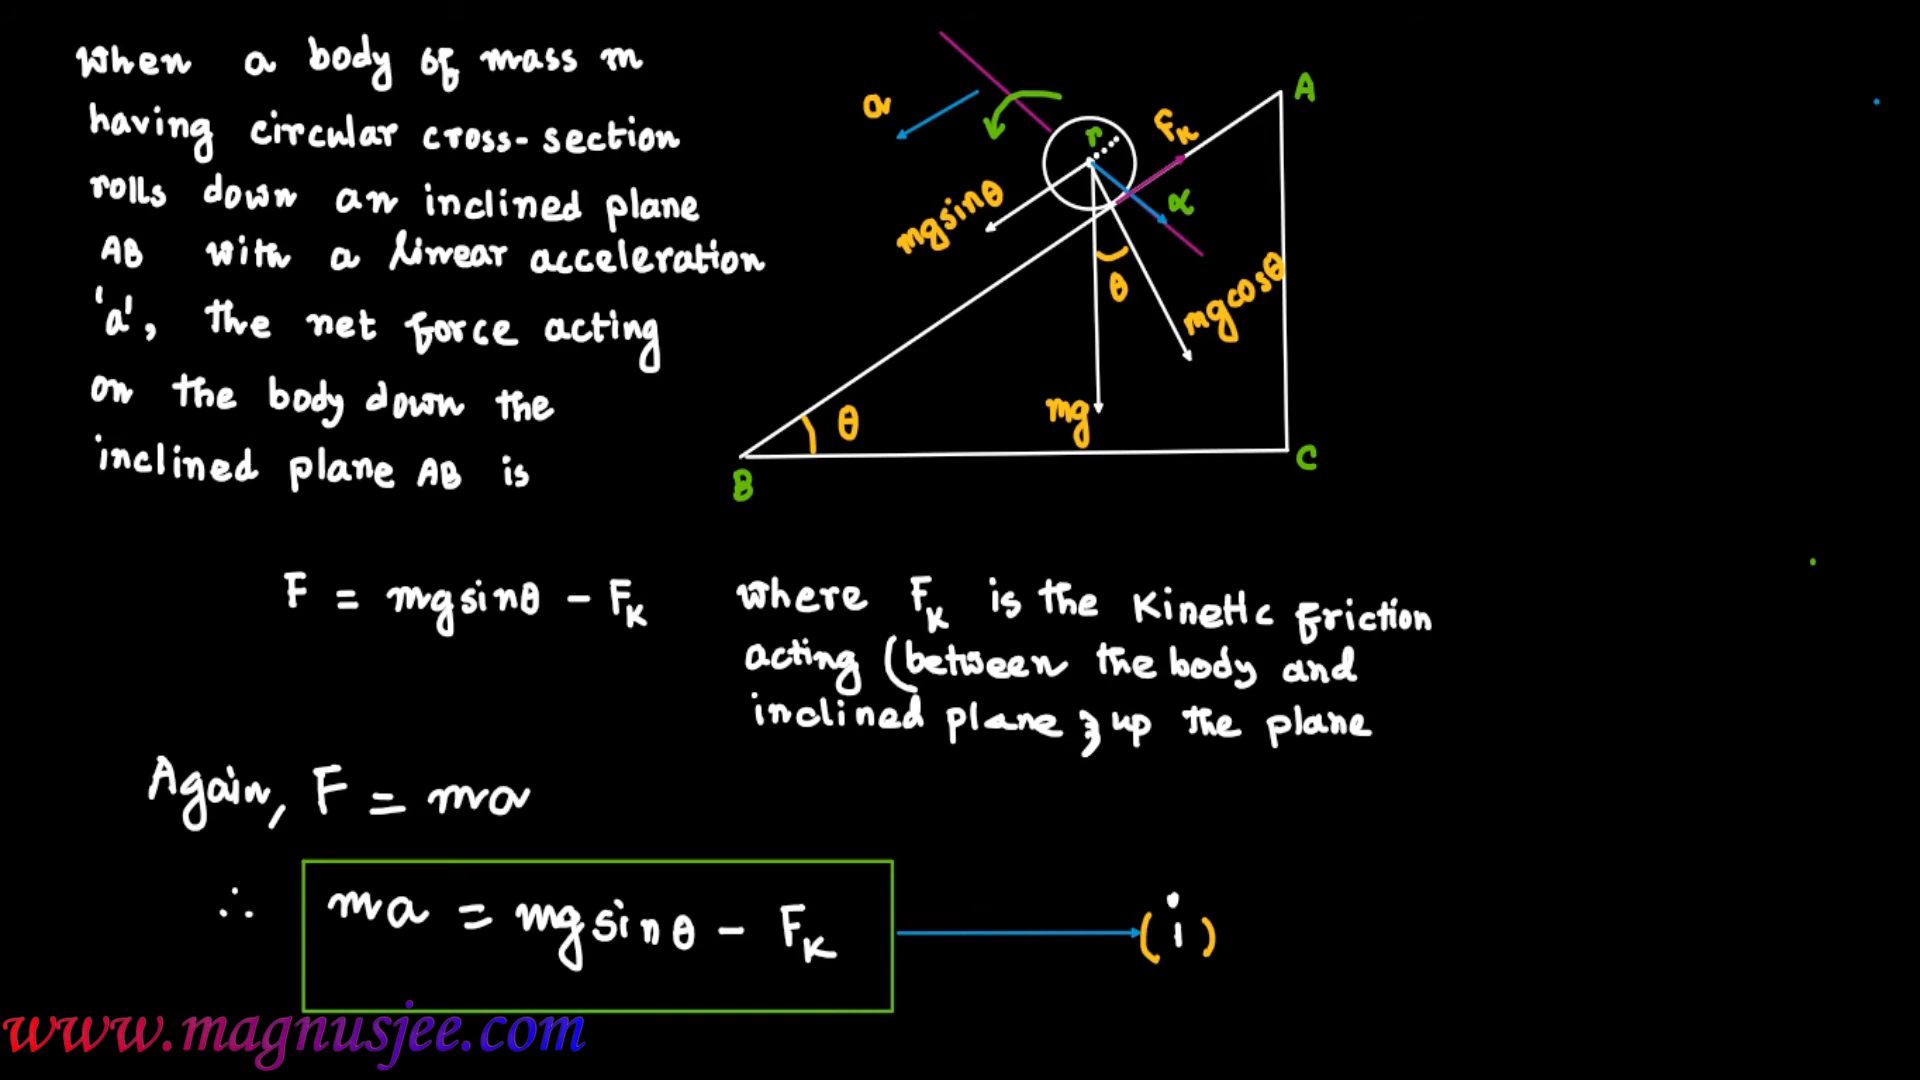 When a body of mass m
having circular cross-section
rolls down an inclined plane
AB with a linear acceleration
'a', the net force acting
on the body down the
inclined plane AB is
a
r
Fk
A
mgsinθ
α
θ
mgcosθ
mg
θ
B
C
F = mgsinθ - FK
where FK is the Kinetic friction
acting (between the body and
inclined plane) up the plane
Again, F = ma
∴ ma = mgsinθ - FK (i)
www.magnusjee.com